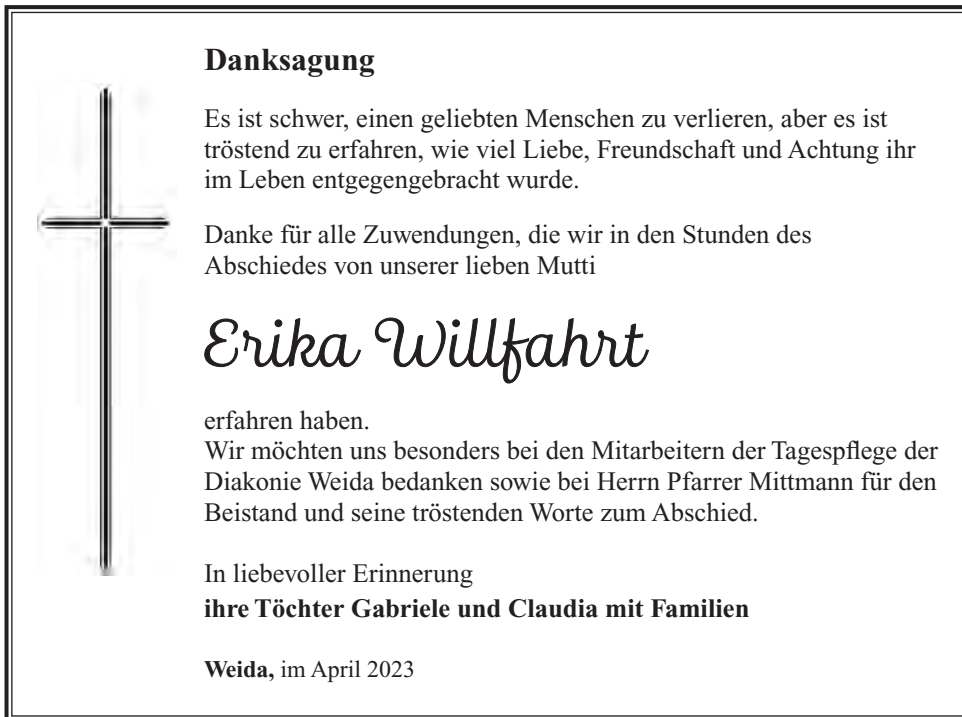 Danksagung
Es ist schwer, einen geliebten Menschen zu verlieren, aber es ist
tröstend zu erfahren, wie viel Liebe, Freundschaft und Achtung ihr
im Leben entgegengebracht wurde.
Danke für alle Zuwendungen, die wir in den Stunden des
Abschiedes von unserer lieben Mutti
Erika Willfahrt
erfahren haben.
Wir möchten uns besonders bei den Mitarbeitern der Tagespflege der
Diakonie Weida bedanken sowie bei Herrn Pfarrer Mittmann für den
Beistand und seine tröstenden Worte zum Abschied.
In liebevoller Erinnerung
ihre Töchter Gabriele und Claudia mit Familien
Weida, im April 2023